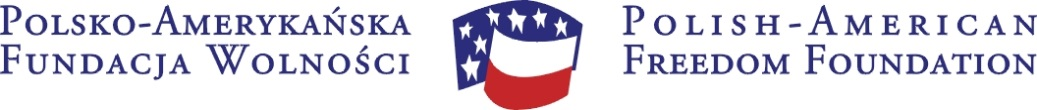 POLSKO-AMERYKAŃSKA
FUNDACJA WOLNOŚCI
POLISH-AMERICAN
FREEDOM FOUNDATION